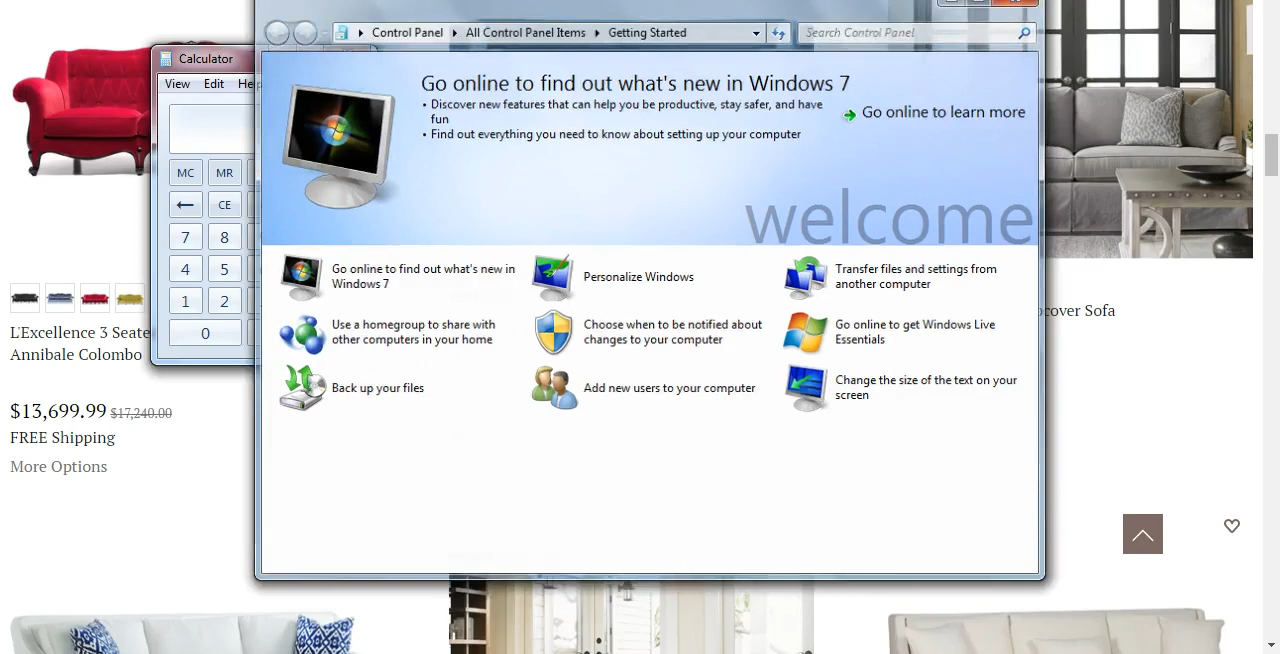 Control Panel
All Control Panel Items
Getting Started
Search Control Panel
Calculator
View Edit Help
Go online to find out what's new in Windows 7
• Discover new features that can help you be productive, stay safer, and have
fun
• Find out everything you need to know about setting up your computer
Go online to learn more
welcome
MC MR
← CE
7 8
4 5
1 2
0
Go online to find out what's new in
Windows 7
Personalize Windows
Transfer files and settings from
another computer
Use a homegroup to share with
other computers in your home
Choose when to be notified about
changes to your computer
Go online to get Windows Live
Essentials
Back up your files
Add new users to your computer
Change the size of the text on your
screen
L'Excellence 3 Seate
Annibale Colombo
$13,699.99 $17,240.00
FREE Shipping
More Options
Sofa